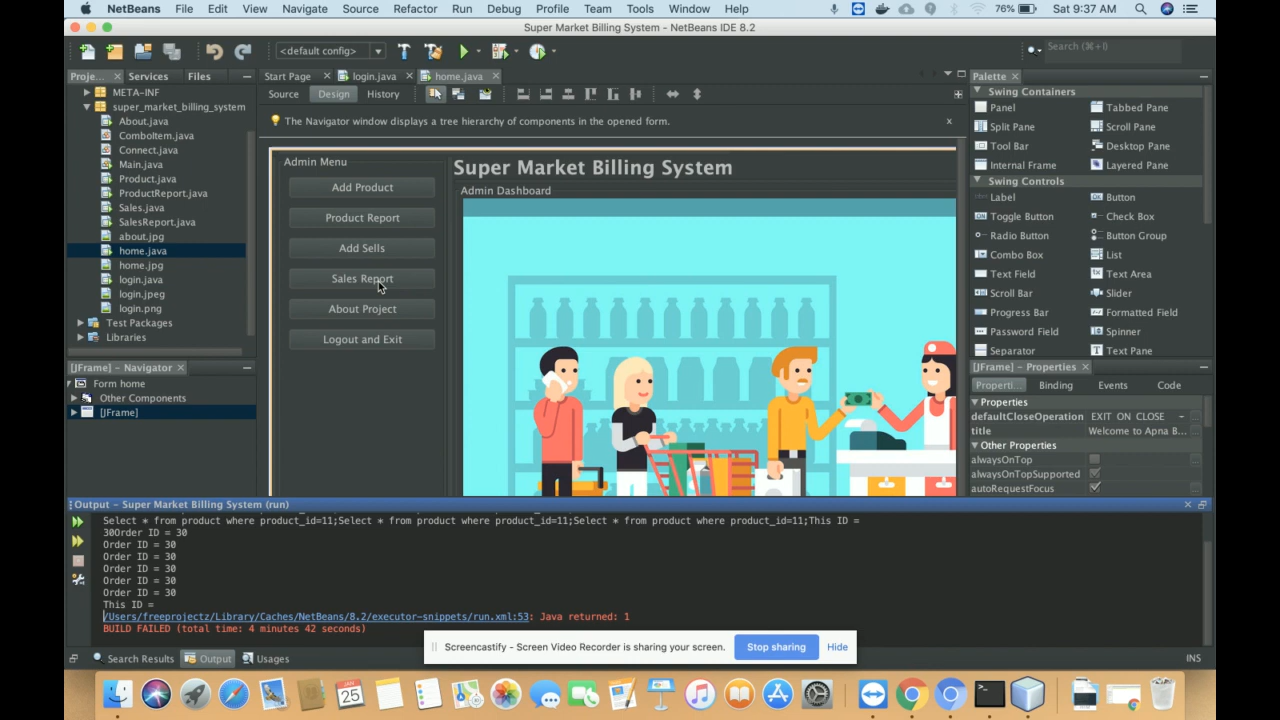 NetBeans File Edit View Navigate Source Refactor Run Debug Profile Team Tools Window Help 76% Sat 9:37 AM
Super Market Billing System - NetBeans IDE 8.2
<default config> Search (⌘+I)
Proje... Services Files Start Page login.java home.java Palette
Source Design History
The Navigator window displays a tree hierarchy of components in the opened form.
META-INF
super_market_billing_system
About.java
ComboItem.java
Connect.java
Main.java
Product.java
ProductReport.java
Sales.java
SalesReport.java
about.jpg
home.java
home.jpg
login.java
login.jpeg
login.png
Test Packages
Libraries
[JFrame] - Navigator
Form home
Other Components
[JFrame]
Admin Menu
Add Product
Product Report
Add Sells
Sales Report
About Project
Logout and Exit
Super Market Billing System
Admin Dashboard
Swing Containers
Panel Tabbed Pane
Split Pane Scroll Pane
Tool Bar Desktop Pane
Internal Frame Layered Pane
Swing Controls
Label Button
Toggle Button Check Box
Radio Button Button Group
Combo Box List
Text Field Text Area
Scroll Bar Slider
Progress Bar Formatted Field
Password Field Spinner
Separator Text Pane
[JFrame] - Properties
Properti... Binding Events Code
Properties
defaultCloseOperation EXIT_ON_CLOSE
title Welcome to Apna B...
Other Properties
alwaysOnTop
alwaysOnTopSupported
autoRequestFocus
Output - Super Market Billing System (run)
Select * from product where product_id=11;Select * from product where product_id=11;Select * from product where product_id=11;This ID =
30Order ID = 30
Order ID = 30
Order ID = 30
Order ID = 30
Order ID = 30
Order ID = 30
This ID =
/Users/freeprojectz/Library/Caches/NetBeans/8.2/executor-snippets/run.xml:53: Java returned: 1
BUILD FAILED (total time: 4 minutes 42 seconds)
Screencastify - Screen Video Recorder is sharing your screen. Stop sharing Hide
Search Results Output Usages INS
JAN
25